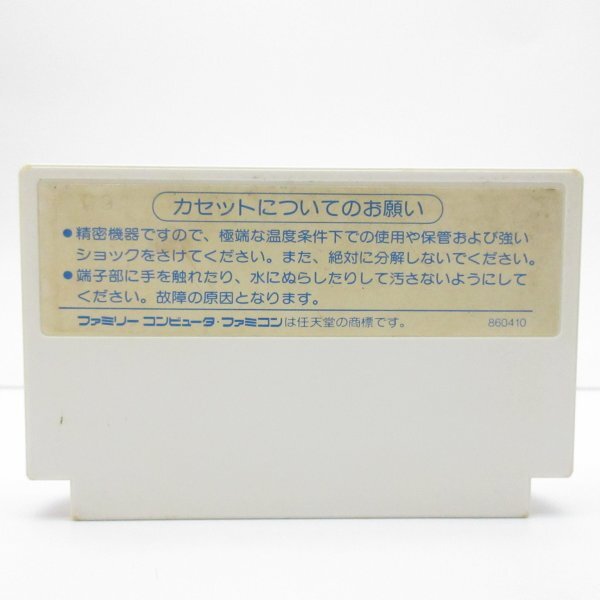 カセットについてのお願い
●精密機器ですので、極端な温度条件下での使用や保管および強い
ショックをさけてください。また、絶対に分解しないでください。
●端子部に手を触れたり、水にぬらしたりして汚さないようにして
ください。故障の原因となります。
ファミリーコンピュータ・ファミコンは任天堂の商標です。 860410